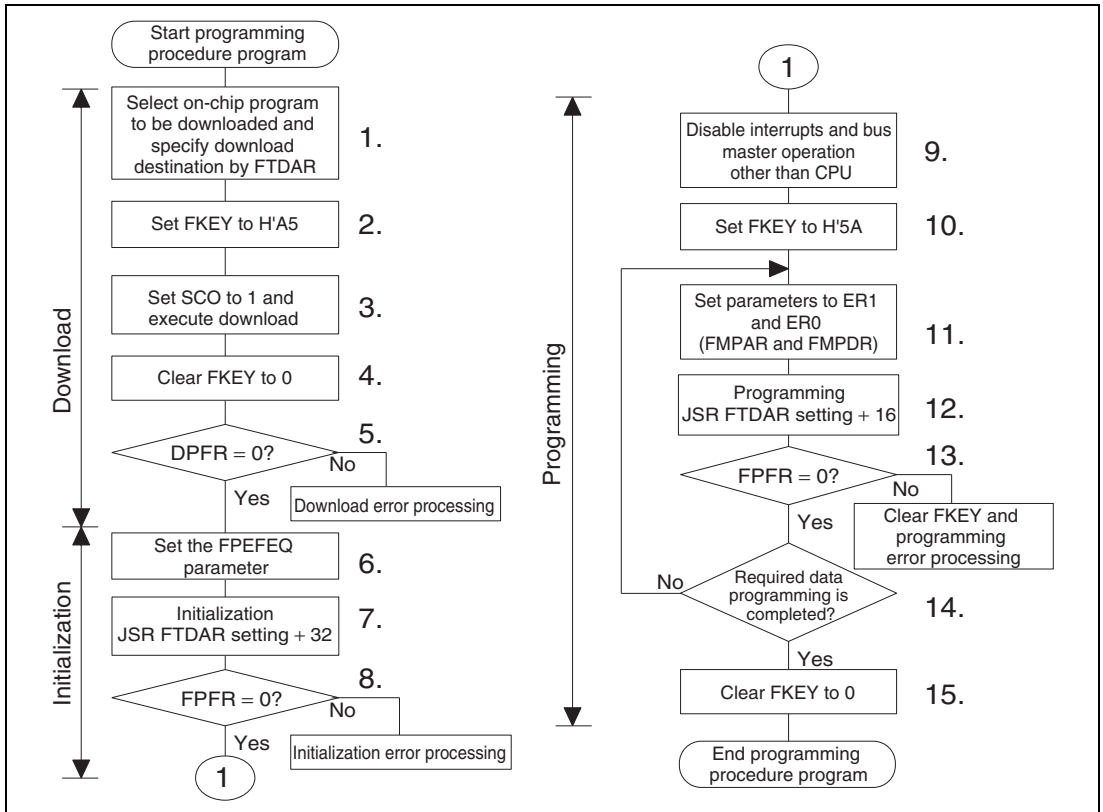 Start programming
procedure program
Select on-chip program
to be downloaded and
specify download
destination by FTDAR
1.
Set FKEY to H'A5
2.
Set SCO to 1 and
execute download
3.
Clear FKEY to 0
4.
DPFR = 0?
5.
No
Yes
Download error processing
Download
Set the FPEFEQ
parameter
6.
Initialization
JSR FTDAR setting + 32
7.
FPFR = 0?
8.
No
Yes
Initialization error processing
1
Initialization
1
Disable interrupts and bus
master operation
other than CPU
9.
Set FKEY to H'5A
10.
Set parameters to ER1
and ER0
(FMPAR and FMPDR)
11.
Programming
JSR FTDAR setting + 16
12.
FPFR = 0?
13.
No
Yes
Clear FKEY and
programming
error processing
No
Required data
programming is
completed?
14.
Yes
Clear FKEY to 0
15.
End programming
procedure program
Programming